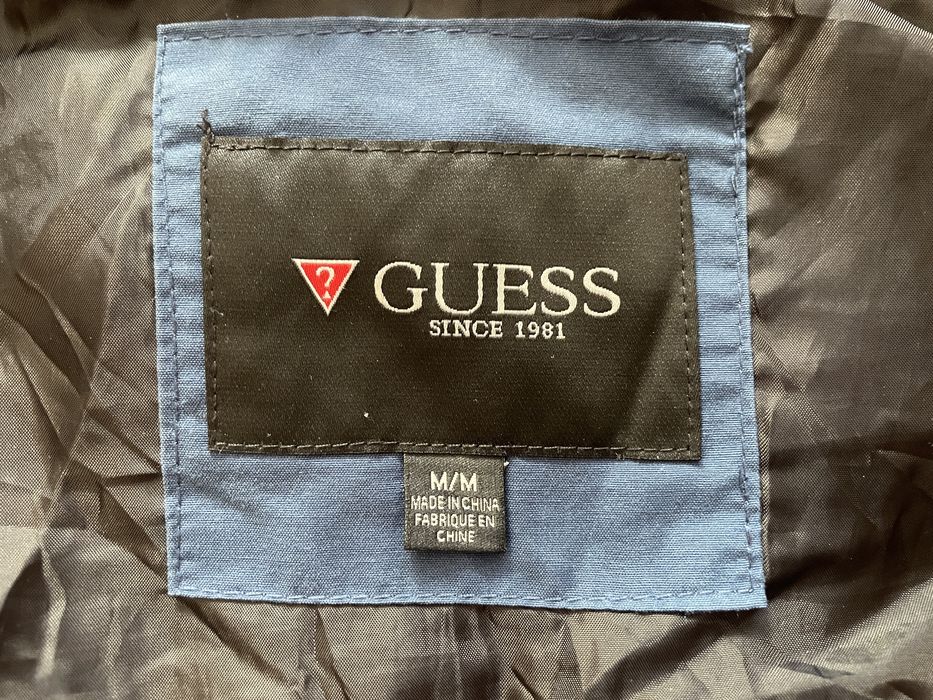 ? GUESS
SINCE 1981
M/M
MADE IN CHINA
FABRIQUE EN
CHINE